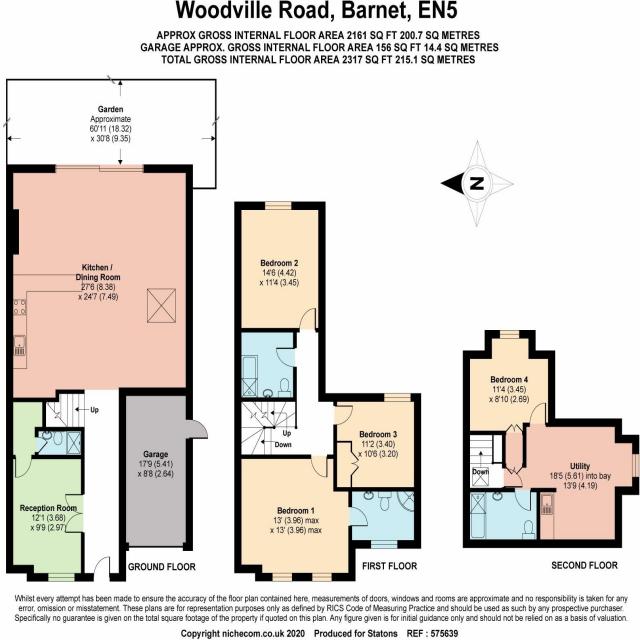 Woodville Road, Barnet, EN5
APPROX GROSS INTERNAL FLOOR AREA 2161 SQ FT 200.7 SQ METRES
GARAGE APPROX. GROSS INTERNAL FLOOR AREA 156 SQ FT 14.4 SQ METRES
TOTAL GROSS INTERNAL FLOOR AREA 2317 SQ FT 215.1 SQ METRES
Garden
Approximate
60'11 (18.32)
x 30'8 (9.35)
N
Kitchen /
Dining Room
27'6 (8.38)
x 24'7 (7.49)
Up
Garage
17'9 (5.41)
x 8'8 (2.64)
Reception Room
12'1 (3.68)
x 9'9 (2.97)
GROUND FLOOR
Bedroom 2
14'6 (4.42)
x 11'4 (3.45)
Up
Down
Bedroom 3
11'2 (3.40)
x 10'6 (3.20)
Bedroom 1
13' (3.96) max
x 13' (3.96) max
FIRST FLOOR
Bedroom 4
11'4 (3.45)
x 8'10 (2.69)
Down
Utility
18'5 (5.61) into bay
13'9 (4.19)
SECOND FLOOR
Whilst every attempt has been made to ensure the accuracy of the floor plan contained here, measurements of doors, windows and rooms are approximate and no responsibility is taken for any
error, omission or misstatement. These plans are for representation purposes only as defined by RICS Code of Measuring Practice and should be used as such by any prospective purchaser.
Specifically no guarantee is given on the total square footage of the property if quoted on this plan. Any figure given is for initial guidance only and should not be relied on as a basis of valuation.
Copyright nichecom.co.uk 2020 Produced for Statons REF : 575635